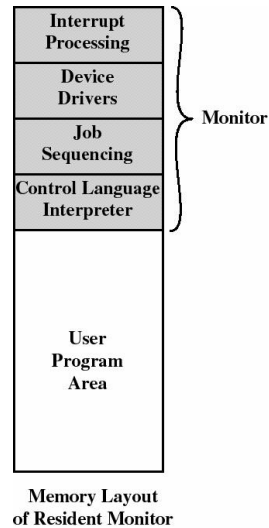 Interrupt
Processing
Device
Drivers
Monitor
Job
Sequencing
Control Language
Interpreter
User
Program
Area
Memory Layout
of Resident Monitor